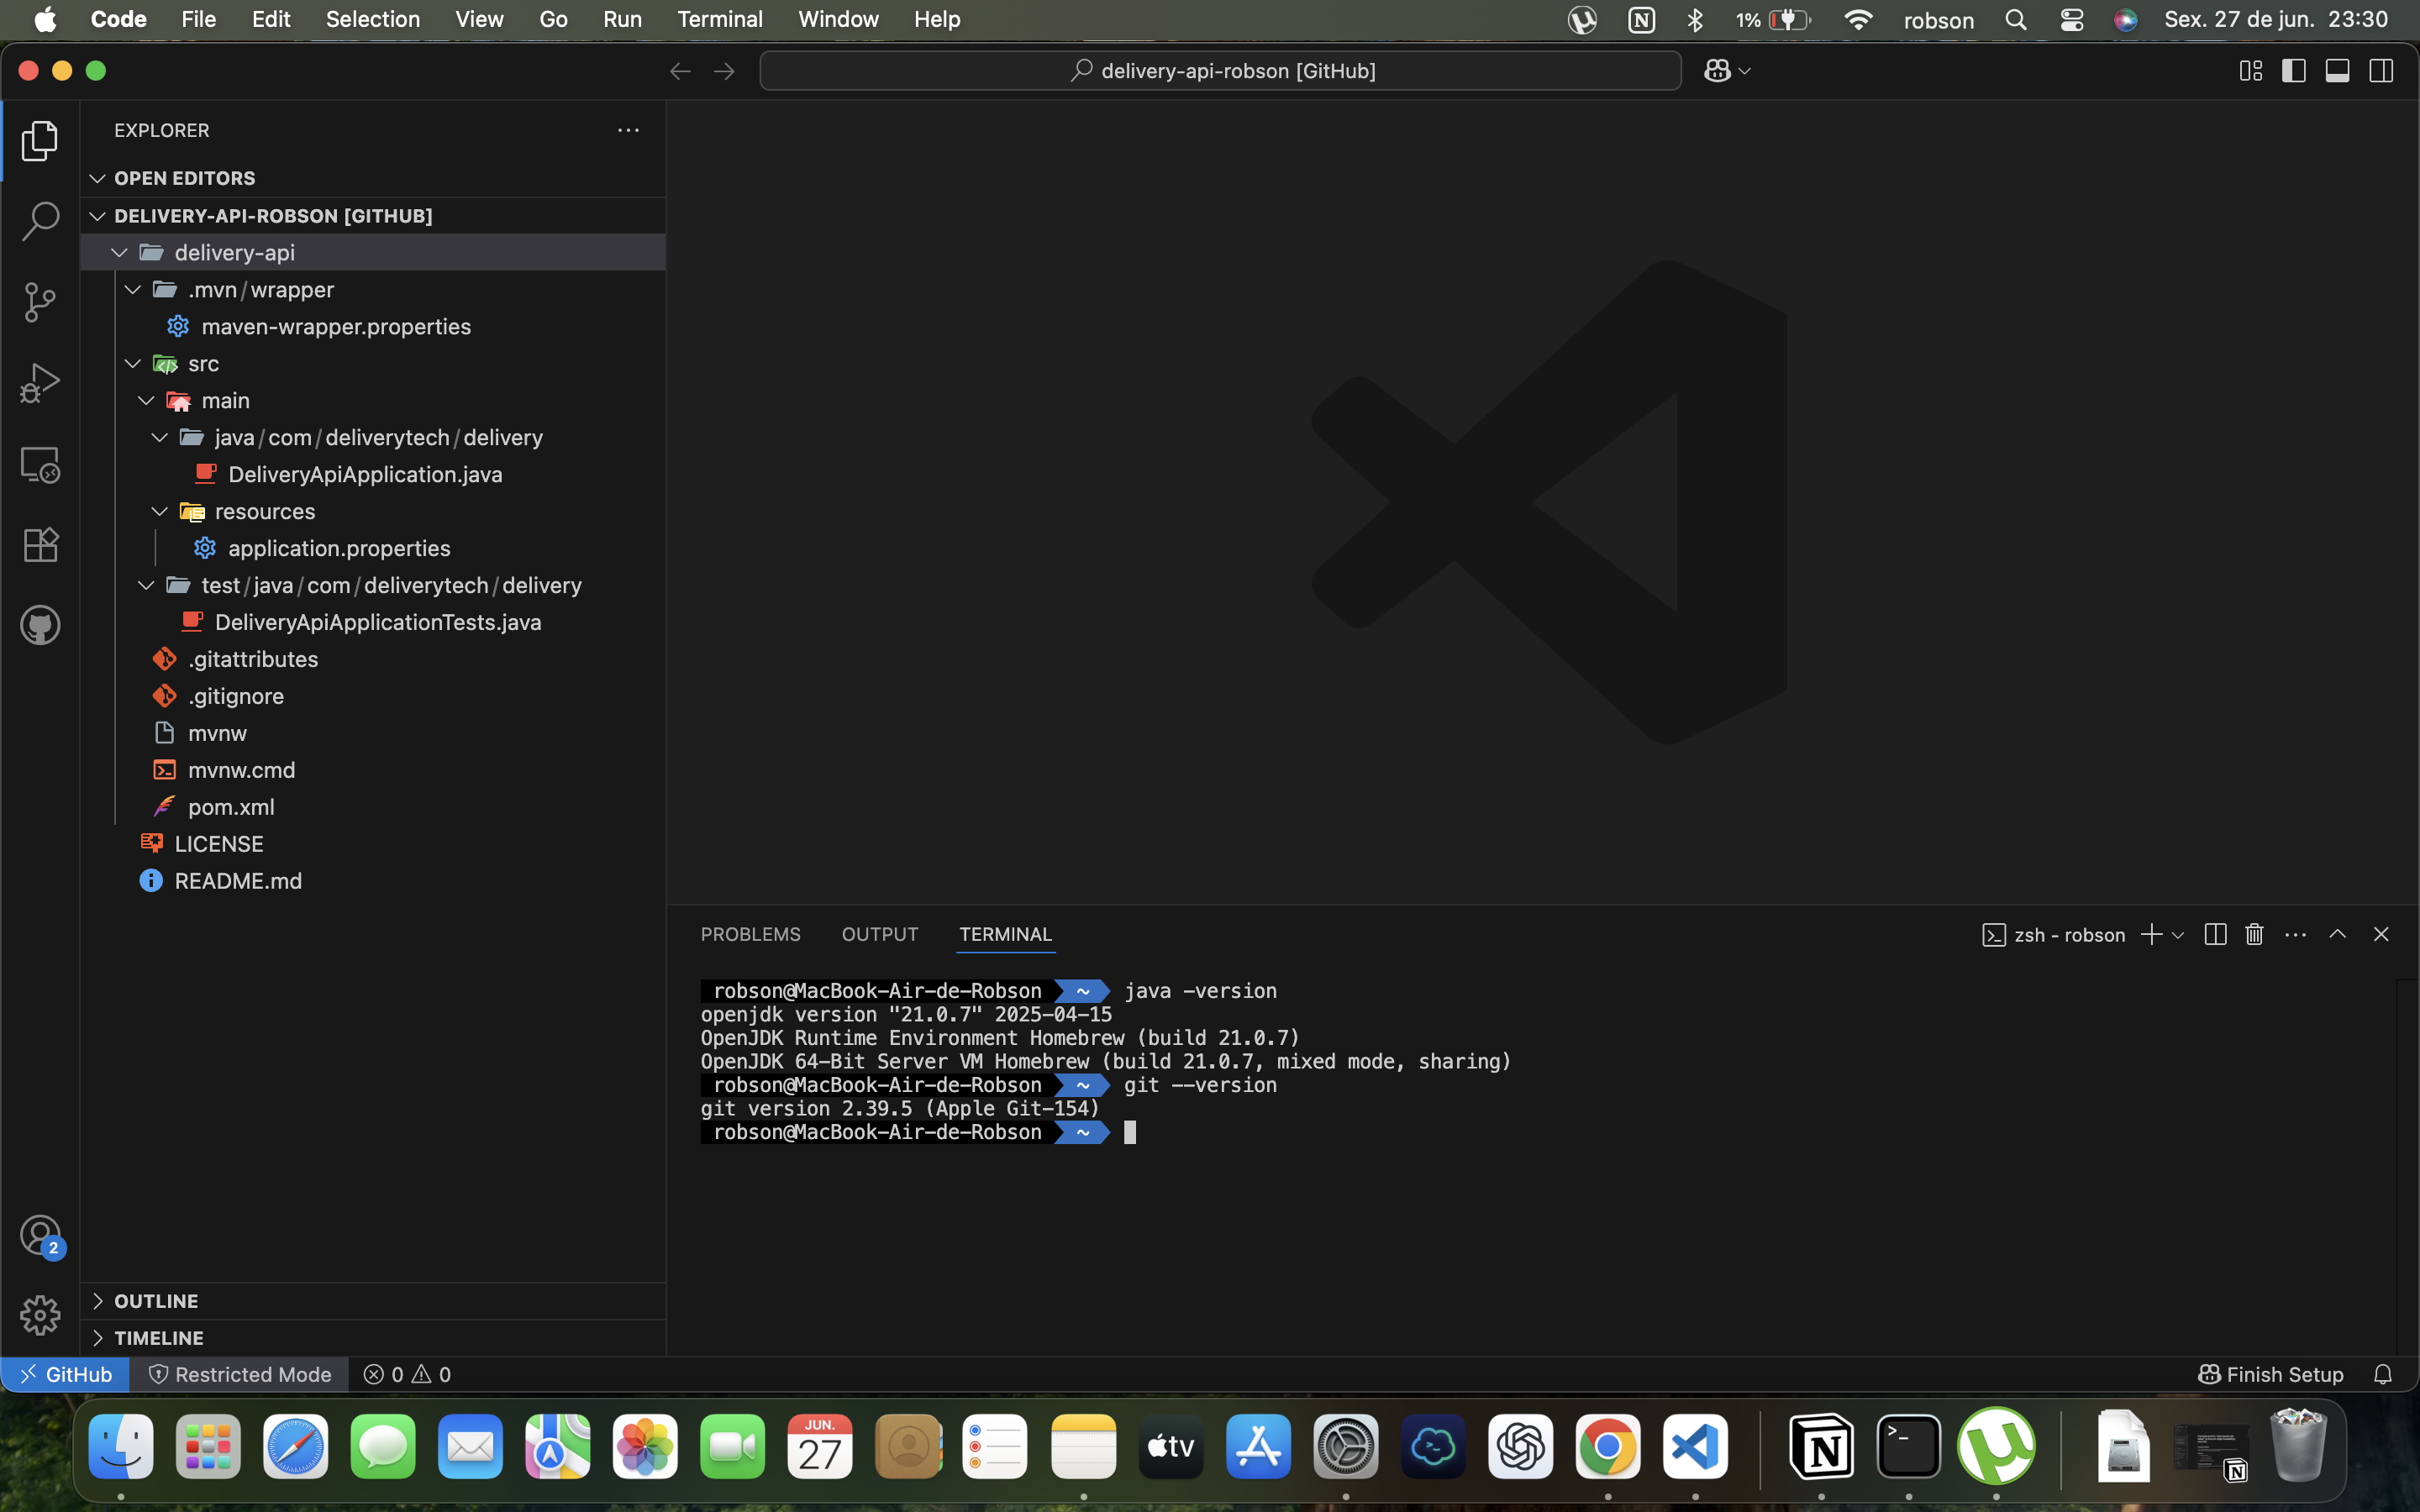 Code File Edit Selection View Go Run Terminal Window Help 1% robson Sex. 27 de jun. 23:30
delivery-api-robson [GitHub]
EXPLORER
OPEN EDITORS
DELIVERY-API-ROBSON [GITHUB]
delivery-api
.mvn/wrapper
maven-wrapper.properties
src
main
java/com/deliverytech/delivery
DeliveryApiApplication.java
resources
application.properties
test/java/com/deliverytech/delivery
DeliveryApiApplicationTests.java
.gitattributes
.gitignore
mvnw
mvnw.cmd
pom.xml
LICENSE
README.md
PROBLEMS OUTPUT TERMINAL
zsh - robson
robson@MacBook-Air-de-Robson ~ java -version
openjdk version "21.0.7" 2025-04-15
OpenJDK Runtime Environment Homebrew (build 21.0.7)
OpenJDK 64-Bit Server VM Homebrew (build 21.0.7, mixed mode, sharing)
robson@MacBook-Air-de-Robson ~ git --version
git version 2.39.5 (Apple Git-154)
robson@MacBook-Air-de-Robson ~
2
OUTLINE
TIMELINE
GitHub Restricted Mode 0 0 Finish Setup
JUN.
27
tv